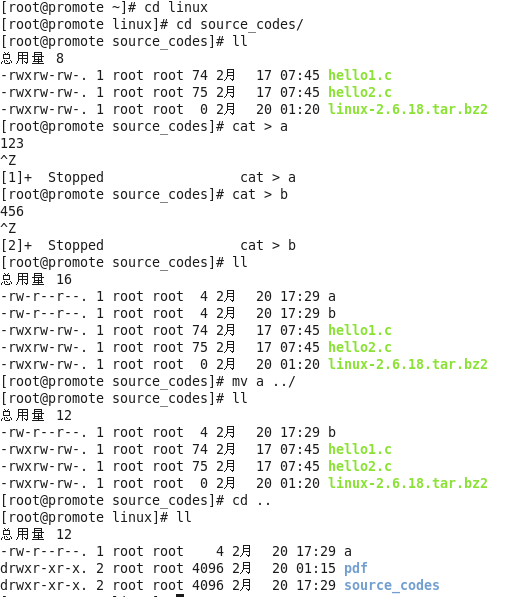 [root@promote ~]# cd linux
[root@promote linux]# cd source_codes/
[root@promote source_codes]# ll
总用量 8
-rwxrw-rw-. 1 root root 74 2月  17 07:45 hello1.c
-rwxrw-rw-. 1 root root 75 2月  17 07:45 hello2.c
-rwxrw-rw-. 1 root root  0 2月  20 01:20 linux-2.6.18.tar.bz2
[root@promote source_codes]# cat > a
123
^Z
[1]+  Stopped                 cat > a
[root@promote source_codes]# cat > b
456
^Z
[2]+  Stopped                 cat > b
[root@promote source_codes]# ll
总用量 16
-rw-r--r--. 1 root root  4 2月  20 17:29 a
-rw-r--r--. 1 root root  4 2月  20 17:29 b
-rwxrw-rw-. 1 root root 74 2月  17 07:45 hello1.c
-rwxrw-rw-. 1 root root 75 2月  17 07:45 hello2.c
-rwxrw-rw-. 1 root root  0 2月  20 01:20 linux-2.6.18.tar.bz2
[root@promote source_codes]# mv a ../
[root@promote source_codes]# ll
总用量 12
-rw-r--r--. 1 root root  4 2月  20 17:29 b
-rwxrw-rw-. 1 root root 74 2月  17 07:45 hello1.c
-rwxrw-rw-. 1 root root 75 2月  17 07:45 hello2.c
-rwxrw-rw-. 1 root root  0 2月  20 01:20 linux-2.6.18.tar.bz2
[root@promote source_codes]# cd ..
[root@promote linux]# ll
总用量 12
-rw-r--r--. 1 root root    4 2月  20 17:29 a
drwxr-xr-x. 2 root root 4096 2月  20 01:15 pdf
drwxr-xr-x. 2 root root 4096 2月  20 17:29 source_codes